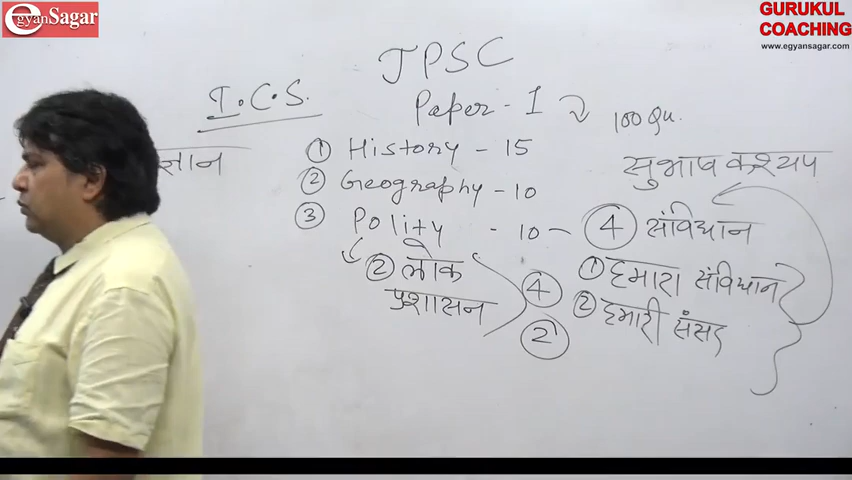 egyanSagar
GURUKUL
COACHING
www.egyansagar.com
JPSC
I.C.S.
Paper - I
100 Qu.
ज्ञान
① History - 15
सुभाष कश्यप
② Geography - 10
③ Polity - 10 - ④ संविधान
② लोक
प्रशासन
④
②
① हमारा संविधान
② हमारी संसद